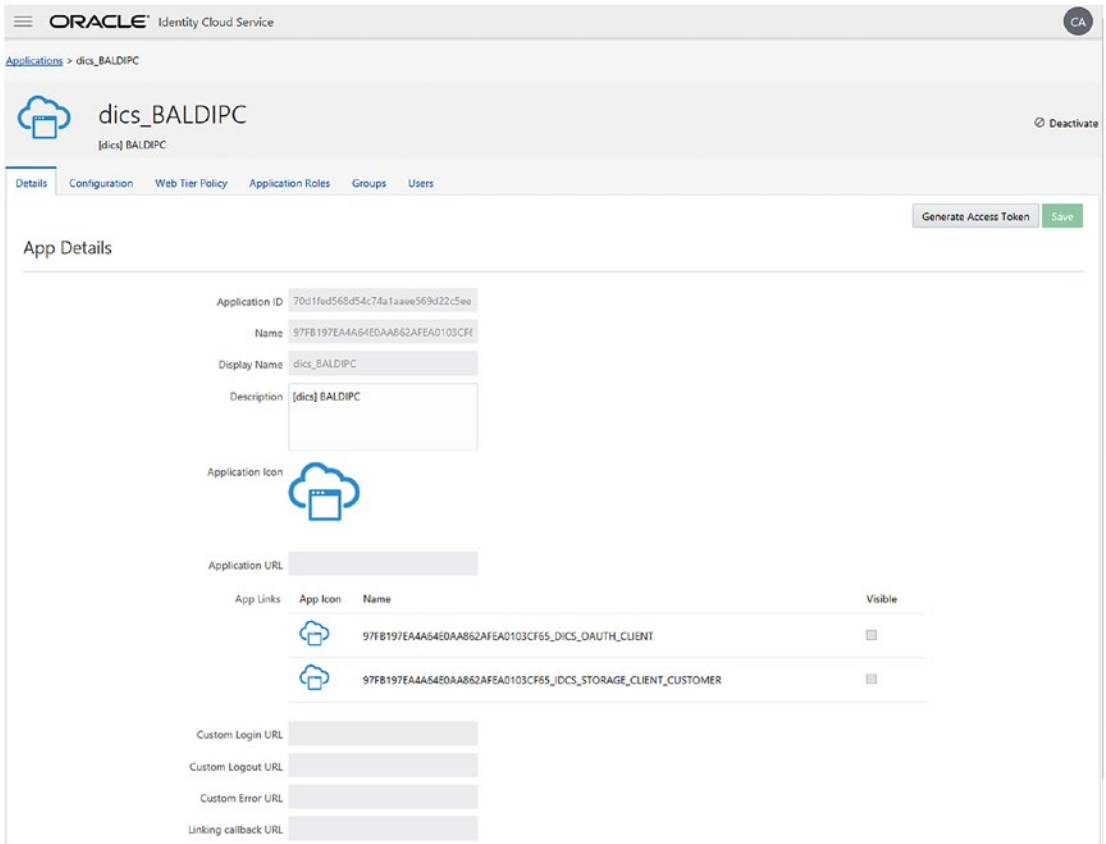 ORACLE® Identity Cloud Service CA
Applications > dics_BALDIPC
dics_BALDIPC
[dics] BALDIPC
Deactivate
Details Configuration Web Tier Policy Application Roles Groups Users
Generate Access Token Save
App Details
Application ID 70d1fed568d54c74a1aaee569d22c5ee
Name 97FB197EA4A64E0AA862AFEA0103CF6
Display Name dics_BALDIPC
Description [dics] BALDIPC
Application Icon
Application URL
App Links App Icon Name Visible
97FB197EA4A64E0AA862AFEA0103CF65_DICS_OAUTH_CLIENT
97FB197EA4A64E0AA862AFEA0103CF65_IDCS_STORAGE_CLIENT_CUSTOMER
Custom Login URL
Custom Logout URL
Custom Error URL
Linking callback URL